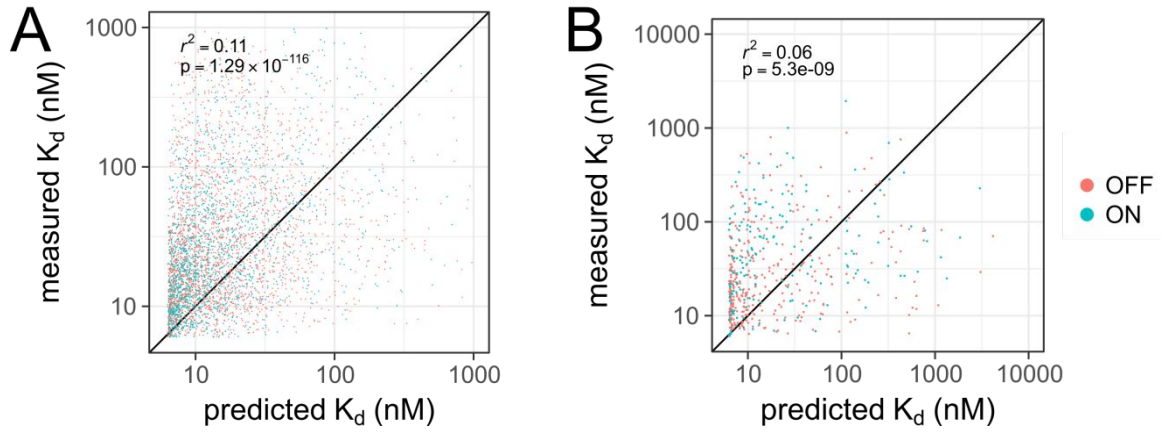 A
r² = 0.11
p = 1.29 × 10⁻¹¹⁶
measured K_d (nM)
1000
100
10
10 100 1000
predicted K_d (nM)
B
r² = 0.06
p = 5.3e-09
measured K_d (nM)
10000
1000
100
10
10 100 1000 10000
predicted K_d (nM)
OFF
ON